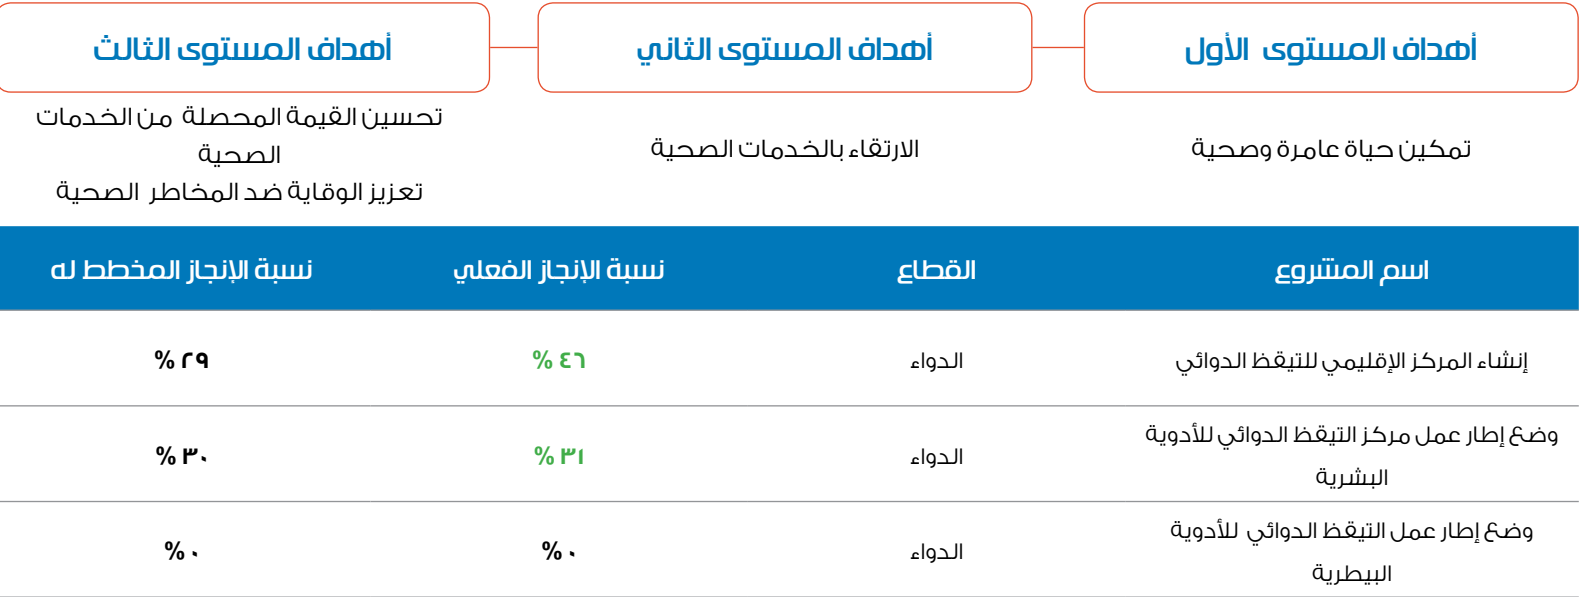 أهداف المستوى الأول
أهداف المستوى الثاني
أهداف المستوى الثالث
تمكين حياة عامرة وصحية
الارتقاء بالخدمات الصحية
تحسين القيمة المحصلة من الخدمات
الصحية
تعزيز الوقاية ضد المخاطر الصحية
اسم المشروع
القطاع
نسبة الإنجاز الفعلي
نسبة الإنجاز المخطط له
إنشاء المركز الإقليمي للتيقظ الدوائي
الدواء
٤٦ %
٢٩ %
وضع إطار عمل مركز التيقظ الدوائي للأدوية
البشرية
الدواء
٣١ %
٣٠ %
وضع إطار عمل التيقظ الدوائي للأدوية
البيطرية
الدواء
٠ %
٠ %